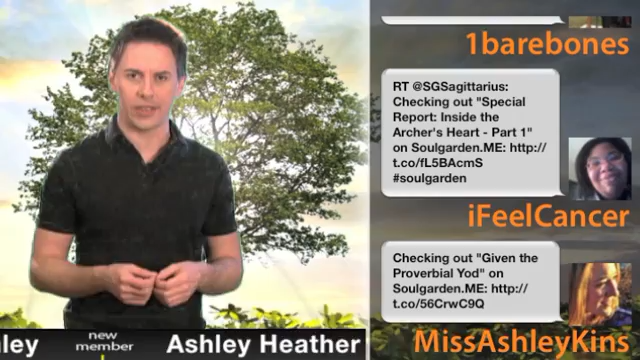 1barebones
RT @SGSagittarius:
Checking out "Special
Report: Inside the
Archer's Heart - Part 1"
on Soulgarden.ME: http://
t.co/fL5BAcmS
#soulgarden
iFeelCancer
Checking out "Given the
Proverbial Yod" on
Soulgarden.ME: http://
t.co/56CrwC9Q
MissAshleyKins
ley
new
member
Ashley Heather